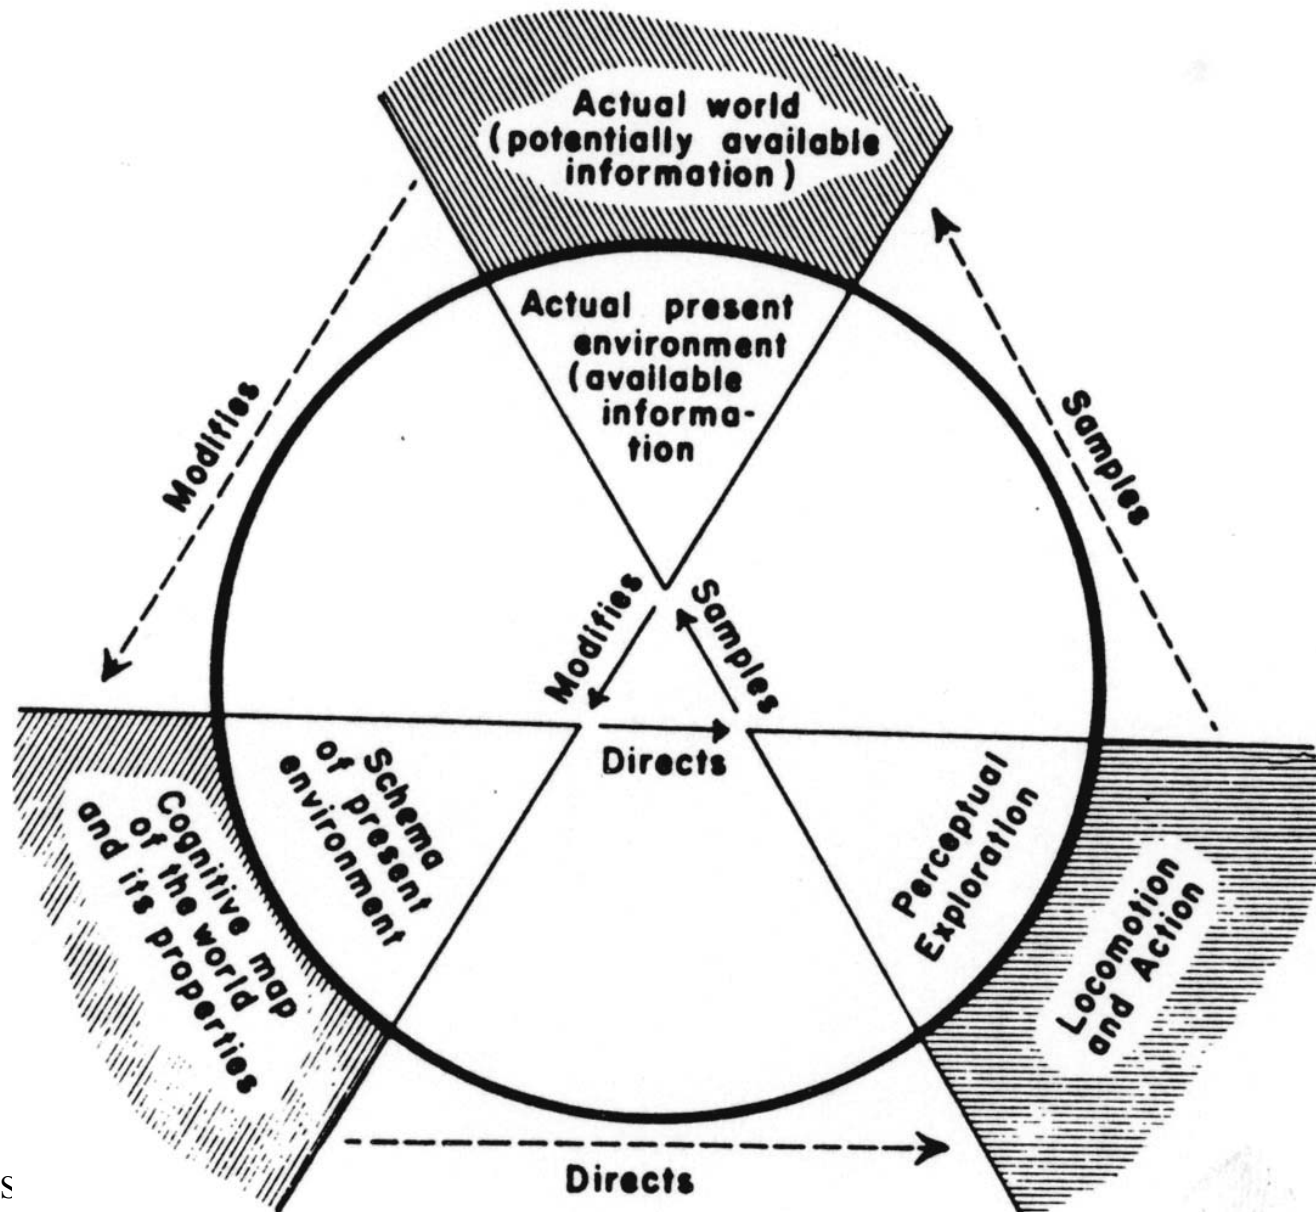 Actual world
(potentially available
information)
Actual present
environment
(available
informa-
tion
Modifies
Samples
Modifies
Samples
Directs
Schema
of present
environment
Cognitive map
of the world
and its properties
Perceptual
Exploration
Locomotion
and Action
Directs
S